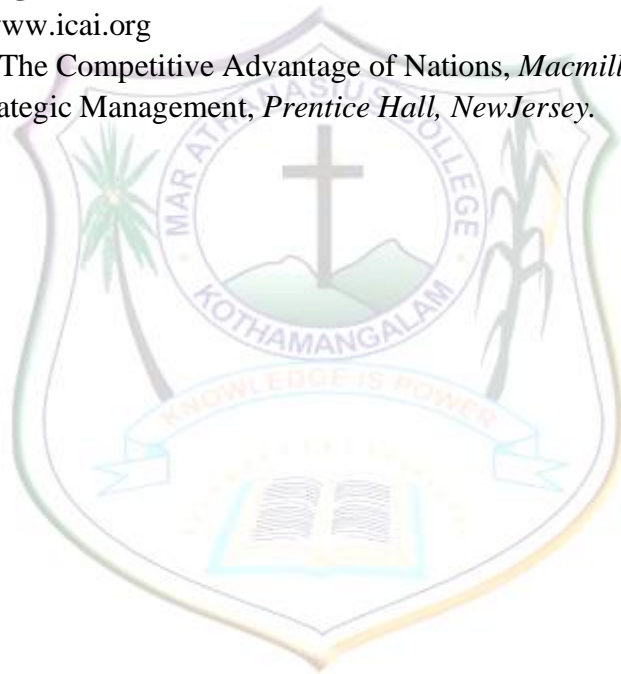 www.icai.org
The Competitive Advantage of Nations, Macmill
ategic Management, Prentice Hall, NewJersey.
MAR ATHANASIUS COLLEGE
KOTHAMANGALAM
KNOWLEDGE IS POWER